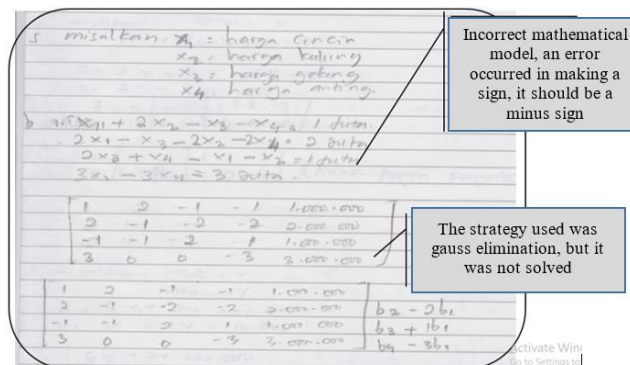 5 misalkan x1 = harga cincin
x2 = harga kalung
x3 = harga gelang
x4 = harga anting
x1 + 2x2 - x3 - x4 = 1 juta.
2x1 - x3 - 2x2 - 2x4 = 2 juta
2x3 + x4 - x1 - x2 = 1 juta
3x1 - 3x4 = 3 juta
1 2 -1 -1 1.000.000
2 -1 -2 -2 2.000.000
-1 -1 2 1 1.000.000
3 0 0 -3 3.000.000
1 2 -1 -1 1.000.000
2 -1 -2 -2 2.000.000 b2 - 2b1
-1 -1 2 1 1.000.000 b3 + 1b1
3 0 0 -3 3.000.000 b4 - 3b1
Incorrect mathematical
model, an error
occurred in making a
sign, it should be a
minus sign
The strategy used was
gauss elimination, but it
was not solved
Activate Win
Go to Settings to